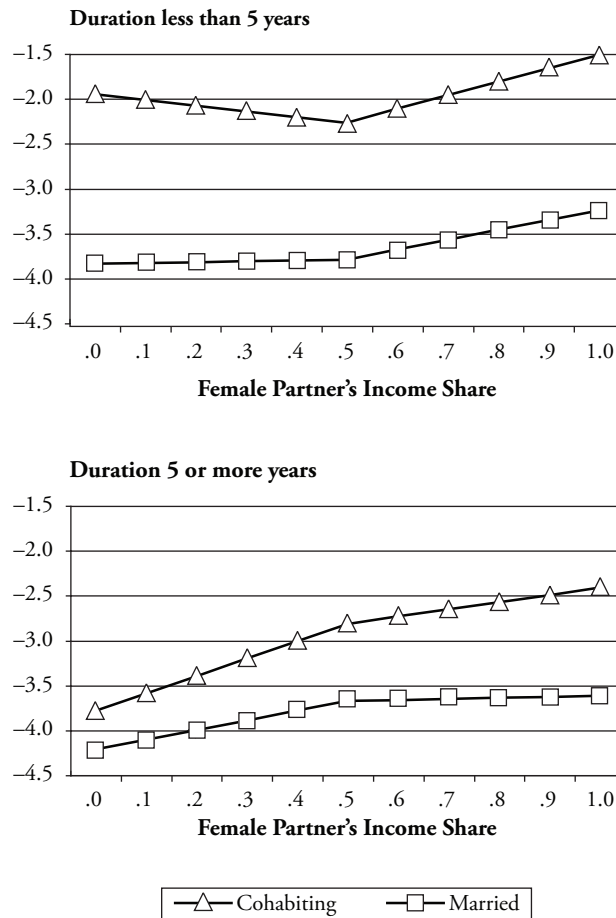 Duration less than 5 years
−1.5
−2.0
−2.5
−3.0
−3.5
−4.0
−4.5
.0 .1 .2 .3 .4 .5 .6 .7 .8 .9 1.0
Female Partner’s Income Share
Duration 5 or more years
−1.5
−2.0
−2.5
−3.0
−3.5
−4.0
−4.5
.0 .1 .2 .3 .4 .5 .6 .7 .8 .9 1.0
Female Partner’s Income Share
Cohabiting Married